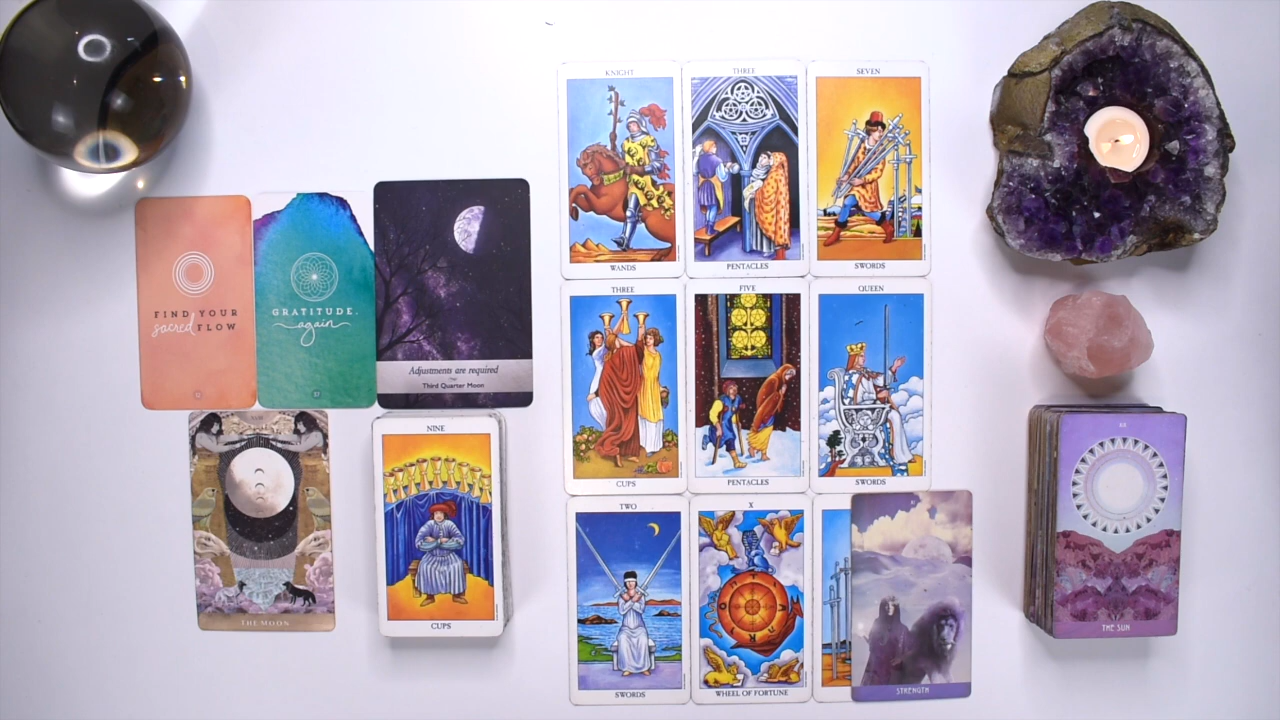 FIND YOUR
sacred FLOW
GRATITUDE.
again
Adjustments are required
Third Quarter Moon
THE MOON
NINE
CUPS
KNIGHT
WANDS
THREE
PENTACLES
SEVEN
SWORDS
THREE
CUPS
FIVE
PENTACLES
QUEEN
SWORDS
TWO
SWORDS
X
WHEEL OF FORTUNE
STRENGTH
THE SUN